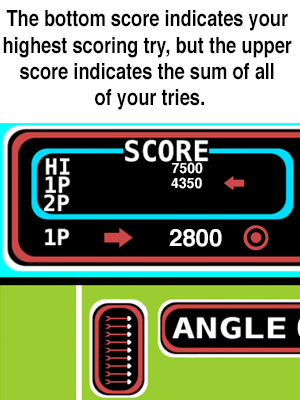 The bottom score indicates your
highest scoring try, but the upper
score indicates the sum of all
of your tries.
SCORE
HI 7500
1P 4350
2P
1P 2800
ANGLE